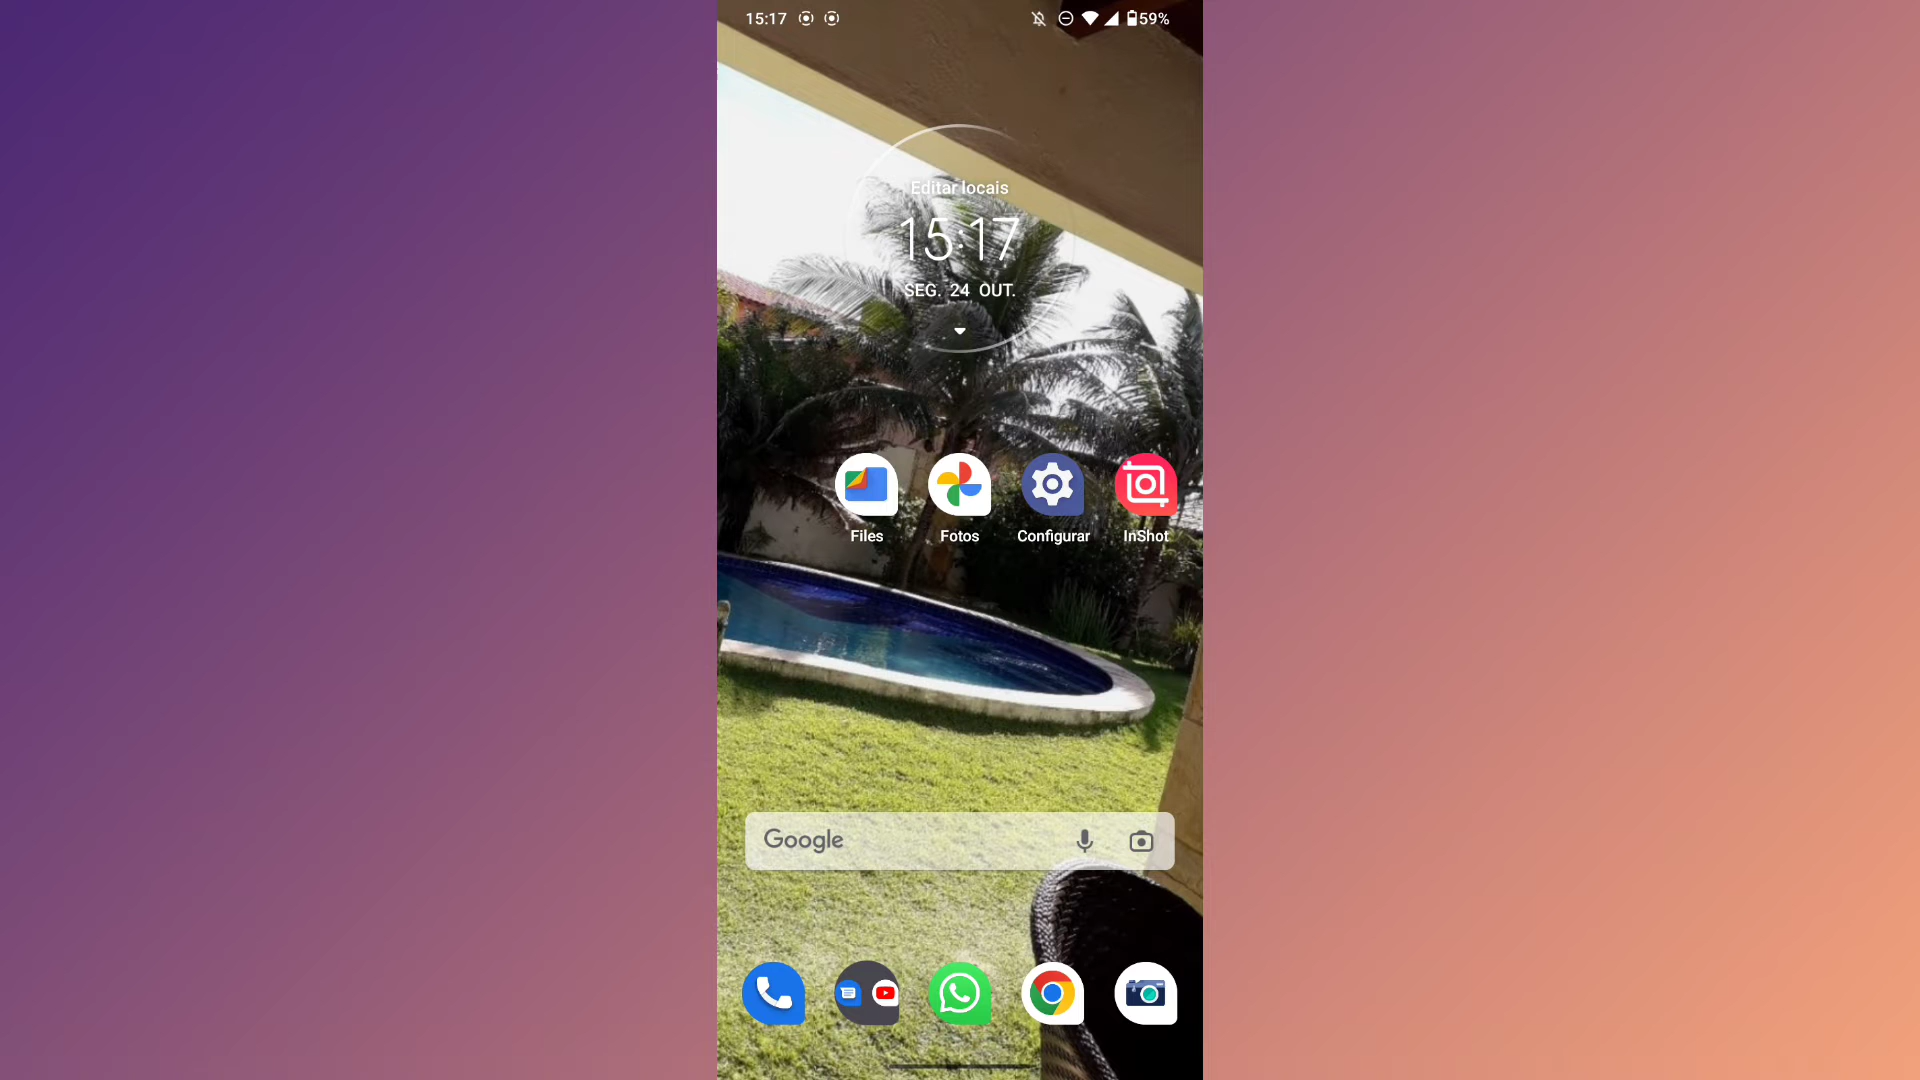 15:17 59%
Editar locais
15:17
SEG. 24 OUT.
Files Fotos Configurar InShot
Google